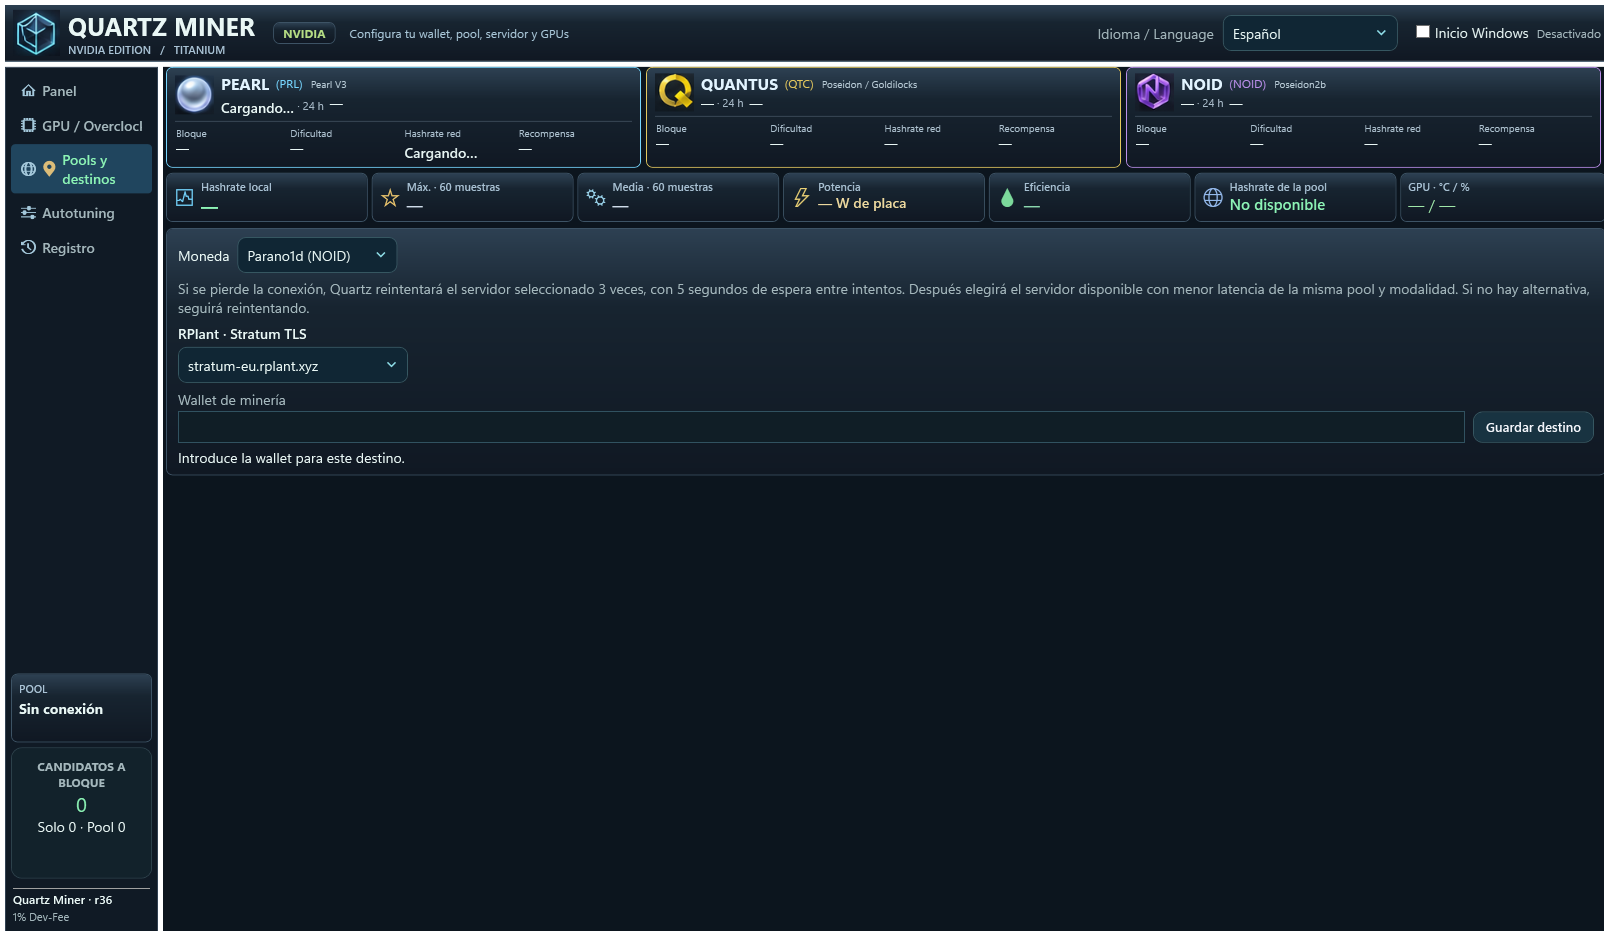 QUARTZ MINER
NVIDIA EDITION / TITANIUM
NVIDIA
Configura tu wallet, pool, servidor y GPUs
Idioma / Language
Español
Inicio Windows
Desactivado
Panel
GPU / Overclocl
Pools y
destinos
Autotuning
Registro
POOL
Sin conexión
CANDIDATOS A
BLOQUE
0
Solo 0 · Pool 0
Quartz Miner · r36
1% Dev-Fee
PEARL (PRL) Pearl V3
Cargando... · 24 h —
Bloque
—
Dificultad
—
Hashrate red
Cargando...
Recompensa
—
QUANTUS (QTC) Poseidon / Goldilocks
— · 24 h —
Bloque
—
Dificultad
—
Hashrate red
—
Recompensa
—
NOID (NOID) Poseidon2b
— · 24 h —
Bloque
—
Dificultad
—
Hashrate red
—
Recompensa
—
Hashrate local
—
Máx. · 60 muestras
—
Media · 60 muestras
—
Potencia
— W de placa
Eficiencia
—
Hashrate de la pool
No disponible
GPU · °C / %
— / —
Moneda
Parano1d (NOID)
Si se pierde la conexión, Quartz reintentará el servidor seleccionado 3 veces, con 5 segundos de espera entre intentos. Después elegirá el servidor disponible con menor latencia de la misma pool y modalidad. Si no hay alternativa,
seguirá reintentando.
RPlant · Stratum TLS
stratum-eu.rplant.xyz
Wallet de minería
Guardar destino
Introduce la wallet para este destino.